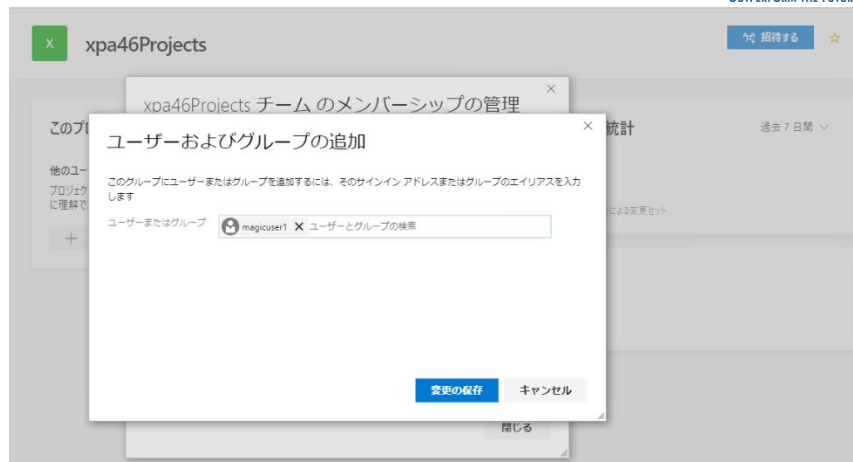 X xpa46Projects
招待する
xpa46Projects チーム のメンバーシップの管理
ユーザーおよびグループの追加
このグループにユーザーまたはグループを追加するには、そのサインイン アドレスまたはグループのエイリアスを入力
します
ユーザーまたはグループ magicuser1 ユーザーとグループの検索
変更の保存 キャンセル
閉じる
このプロ
他のユー
プロジェク
に理解で
統計 過去 7 日間
による変更セット